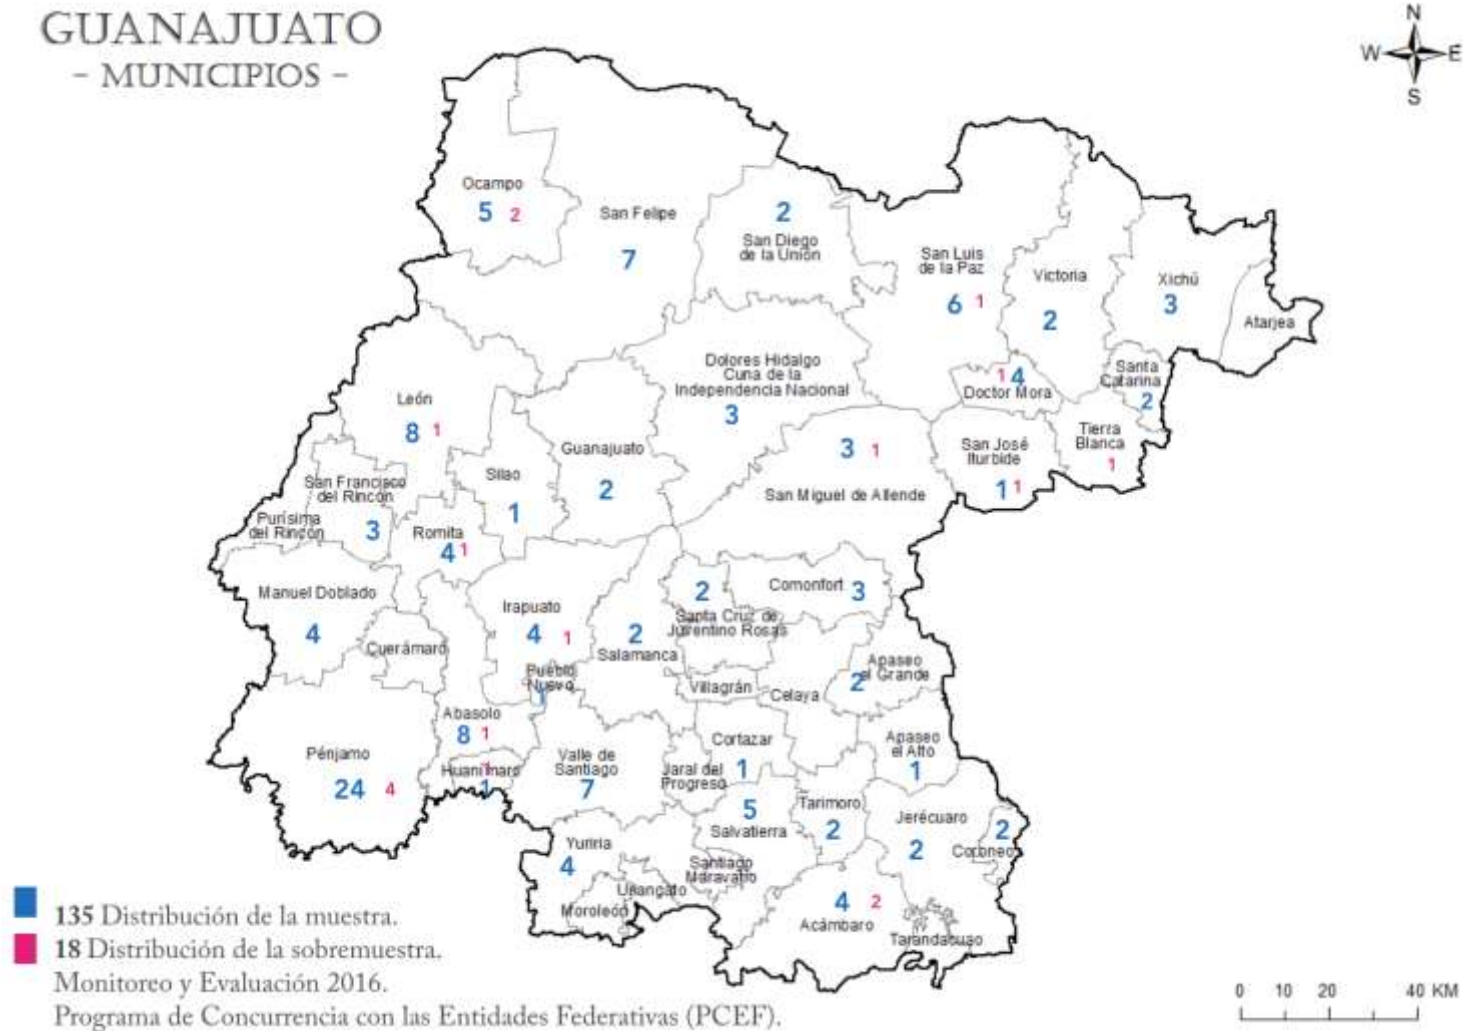 GUANAJUATO
- MUNICIPIOS -
N
W E
S
Ocampo
5 2
San Felipe
7
2
San Diego
de la Unión
San Luis
de la Paz
6 1
Victoria
2
Xichú
3
Atarjea
Dolores Hidalgo
Cuna de la
Independencia Nacional
3
1 4
Doctor Mora
Santa
Catarina
2
León
8 1
Guanajuato
2
Silao
1
3 1
San Miguel de Allende
San José
Iturbide
1 1
Tierra
Blanca
1
San Francisco
del Rincón
3
Purísima
del Rincón
Romita
4 1
Manuel Doblado
4
Cuerámaro
Irapuato
4 1
2
Salamanca
2
Santa Cruz de
Juventino Rosas
Comonfort 3
Pueblo
Nuevo
1
Villagrán
Celaya
Apaseo
el Grande
2
Abasolo
8 1
Pénjamo
24 4
Huanímaro
1
1
Valle de
Santiago
7
Jaral del
Progreso
Cortazar
1
Apaseo
el Alto
1
5
Salvatierra
Tarimoro
2
Jerécuaro
2
2
Coroneo
Yuriria
4
Santiago
Maravatío
Uriangato
Moroleón
4 2
Acámbaro
Tarandacuao
135 Distribución de la muestra.
18 Distribución de la sobremuestra.
Monitoreo y Evaluación 2016.
Programa de Concurrencia con las Entidades Federativas (PCEF).
0 10 20 40 KM